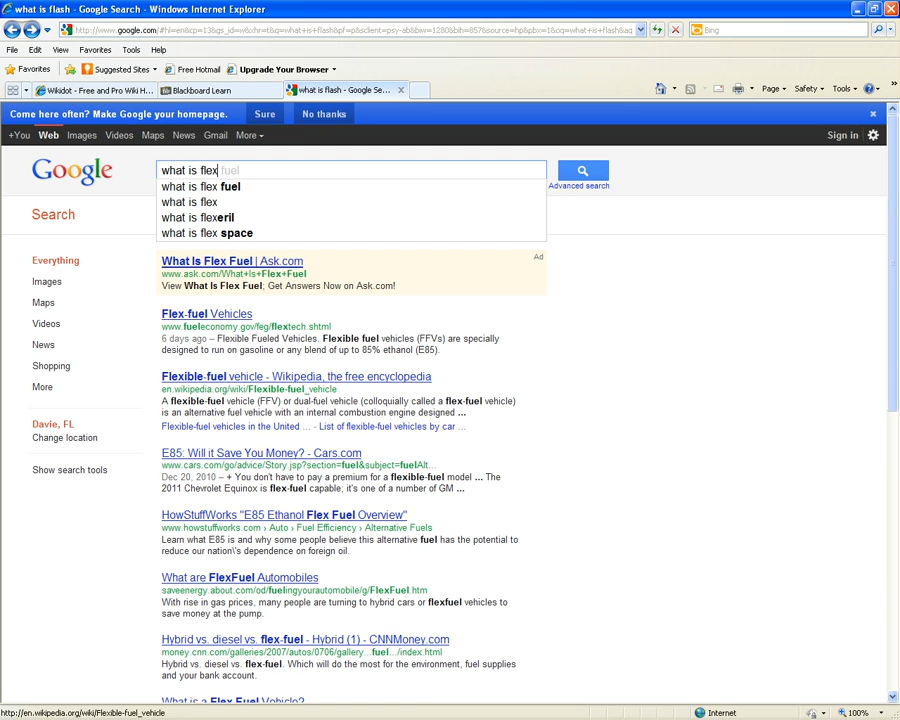 what is flash - Google Search - Windows Internet Explorer
File Edit View Favorites Tools Help
Bing
Favorites Suggested Sites Free Hotmail Upgrade Your Browser
Wikidot - Free and Pro Wiki H... Blackboard Learn what is flash - Google Se...
Page Safety Tools
Come here often? Make Google your homepage. Sure No thanks
+You Web Images Videos Maps News Gmail More Sign in
Google
what is flex fuel
Advanced search
what is flex fuel
what is flex
what is flexeril
what is flex space
Search
Everything
Images
Maps
Videos
News
Shopping
More
Davie, FL
Change location
Show search tools
What Is Flex Fuel | Ask.com
Ad
www.ask.com/What+Is+Flex+Fuel
View What Is Flex Fuel; Get Answers Now on Ask.com!
Flex-fuel Vehicles
www.fueleconomy.gov/feg/flextech.shtml
6 days ago – Flexible Fueled Vehicles. Flexible fuel vehicles (FFVs) are specially
designed to run on gasoline or any blend of up to 85% ethanol (E85).
Flexible-fuel vehicle - Wikipedia, the free encyclopedia
en.wikipedia.org/wiki/Flexible-fuel_vehicle
A flexible-fuel vehicle (FFV) or dual-fuel vehicle (colloquially called a flex-fuel vehicle)
is an alternative fuel vehicle with an internal combustion engine designed ...
Flexible-fuel vehicles in the United ... - List of flexible-fuel vehicles by car ...
E85: Will it Save You Money? - Cars.com
www.cars.com/go/advice/Story.jsp?section=fuel&subject=fuelAlt...
Dec 20, 2010 – + You don't have to pay a premium for a flexible-fuel model ... The
2011 Chevrolet Equinox is flex-fuel capable; it's one of a number of GM ...
HowStuffWorks "E85 Ethanol Flex Fuel Overview"
www.howstuffworks.com › Auto › Fuel Efficiency › Alternative Fuels
Learn what E85 is and why some people believe this alternative fuel has the potential to
reduce our nation\'s dependence on foreign oil.
What are FlexFuel Automobiles
saveenergy.about.com/od/fuelingyourautomobile/g/FlexFuel.htm
With rise in gas prices, many people are turning to hybrid cars or flexfuel vehicles to
save money at the pump.
Hybrid vs. diesel vs. flex-fuel - Hybrid (1) - CNNMoney.com
money.cnn.com/galleries/2007/autos/0706/gallery...fuel.../index.html
Hybrid vs. diesel vs. flex-fuel. Which will do the most for the environment, fuel supplies
and your bank account.
What is a Flex Fuel Vehicle?
http://en.wikipedia.org/wiki/Flexible-fuel_vehicle Internet 100%